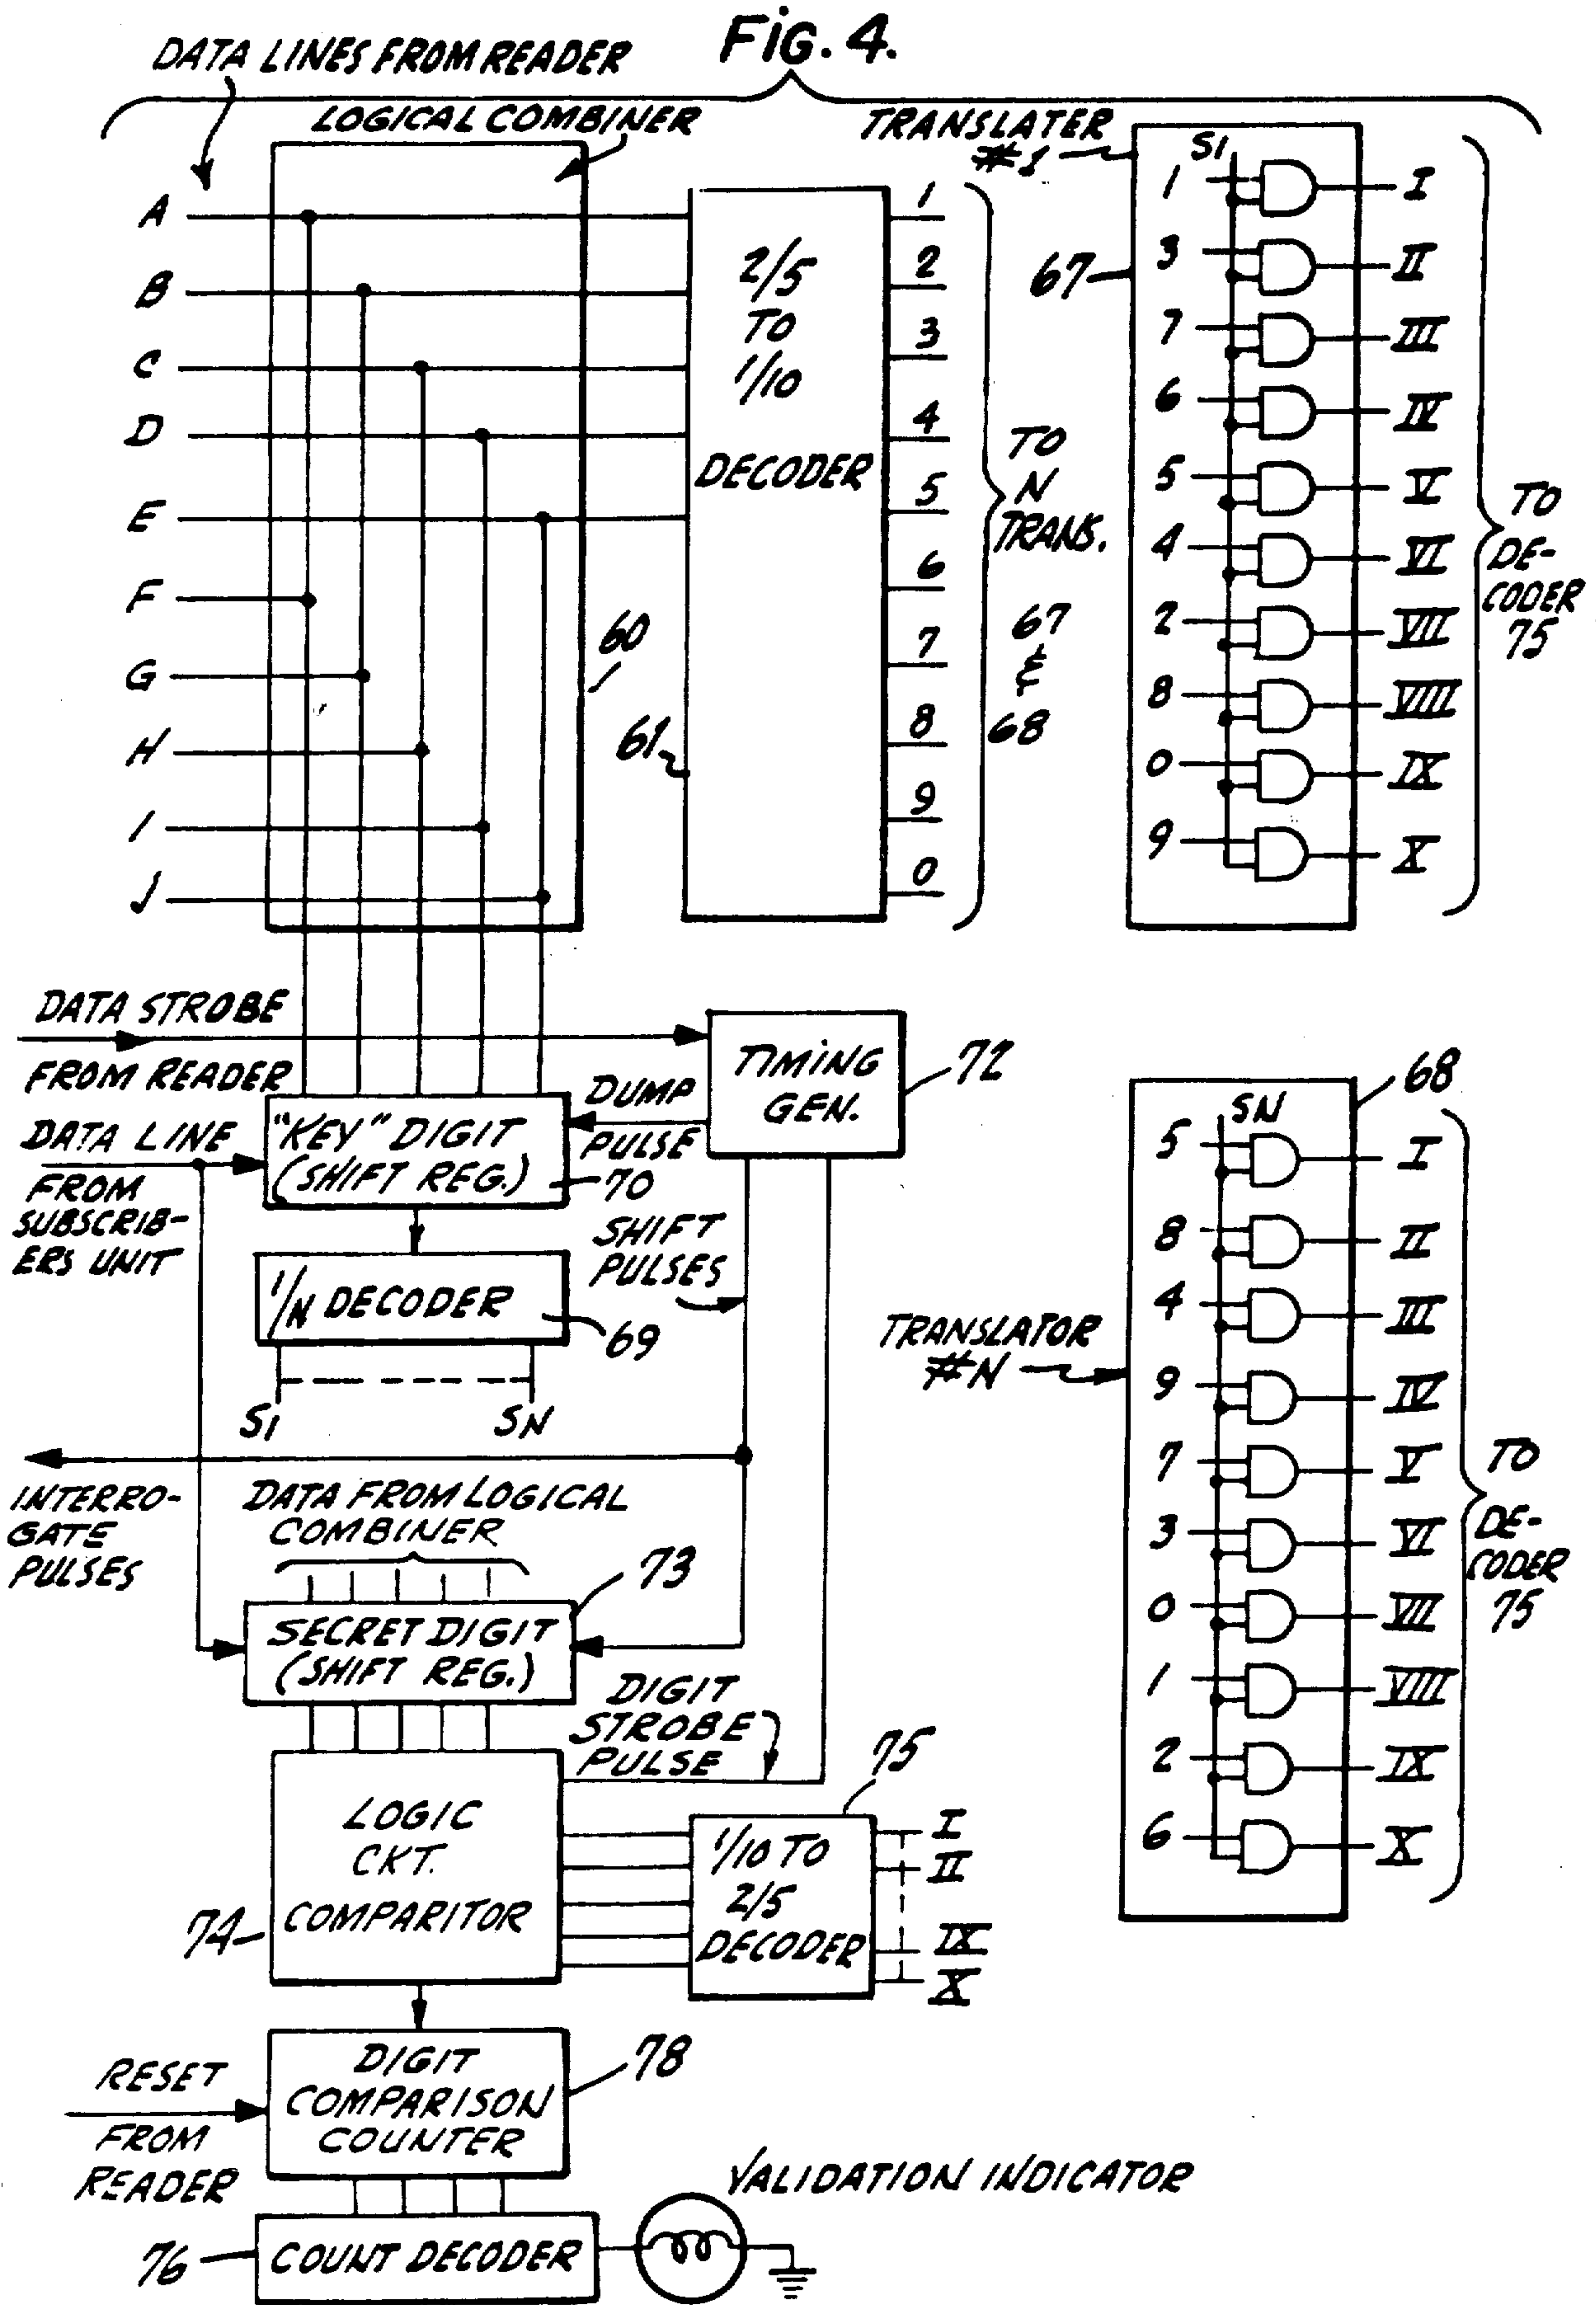 FIG. 4.
DATA LINES FROM READER
LOGICAL COMBINER
A
B
C
D
E
F
G
H
I
J
60
2/5
TO
1/10
DECODER
61
1
2
3
4
5
6
7
8
9
0
TO
N
TRANS.
67
&
68
TRANSLATER
#1
67
S1
1
3
7
6
5
4
2
8
0
9
I
II
III
IV
V
VI
VII
VIII
IX
X
TO
DE-
CODER
75
DATA STROBE
FROM READER
TIMING
GEN.
72
DUMP
PULSE
DATA LINE
FROM
SUBSCRIB-
ERS UNIT
"KEY" DIGIT
(SHIFT REG.)
70
SHIFT
PULSES
1/N DECODER
69
S1
SN
INTERRO-
GATE
PULSES
DATA FROM LOGICAL
COMBINER
73
SECRET DIGIT
(SHIFT REG.)
DIGIT
STROBE
PULSE
LOGIC
CKT.
COMPARITOR
74
75
1/10 TO
2/5
DECODER
I
II
IX
X
RESET
FROM
READER
DIGIT
COMPARISON
COUNTER
78
VALIDATION INDICATOR
76
COUNT DECODER
TRANSLATOR
#N
68
SN
5
8
4
9
7
3
0
1
2
6
I
II
III
IV
V
VI
VII
VIII
IX
X
TO
DE-
CODER
75